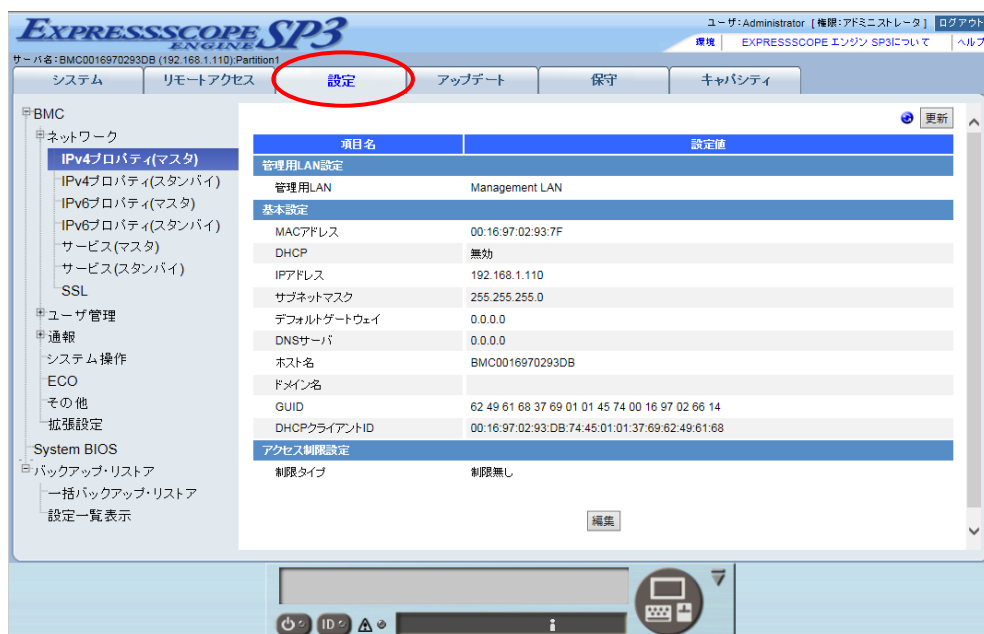 EXPRESSSCOPE SP3
ENGINE
ユーザ:Administrator [権限:アドミニストレータ] ログアウト
環境 EXPRESSSCOPE エンジン SP3について ヘルプ
サーバ名:BMC0016970293DB (192.168.1.110):Partition1
システム リモートアクセス 設定 アップデート 保守 キャパシティ
BMC
ネットワーク
IPv4プロパティ(マスタ)
IPv4プロパティ(スタンバイ)
IPv6プロパティ(マスタ)
IPv6プロパティ(スタンバイ)
サービス(マスタ)
サービス(スタンバイ)
SSL
ユーザ管理
通報
システム操作
ECO
その他
拡張設定
System BIOS
バックアップ・リストア
一括バックアップ・リストア
設定一覧表示
更新
項目名 設定値
管理用LAN設定
管理用LAN Management LAN
基本設定
MACアドレス 00:16:97:02:93:7F
DHCP 無効
IPアドレス 192.168.1.110
サブネットマスク 255.255.255.0
デフォルトゲートウェイ 0.0.0.0
DNSサーバ 0.0.0.0
ホスト名 BMC0016970293DB
ドメイン名
GUID 62 49 61 68 37 69 01 01 45 74 00 16 97 02 66 14
DHCPクライアントID 00:16:97:02:93:DB:74:45:01:01:37:69:62:49:61:68
アクセス制限設定
制限タイプ 制限無し
編集
ID